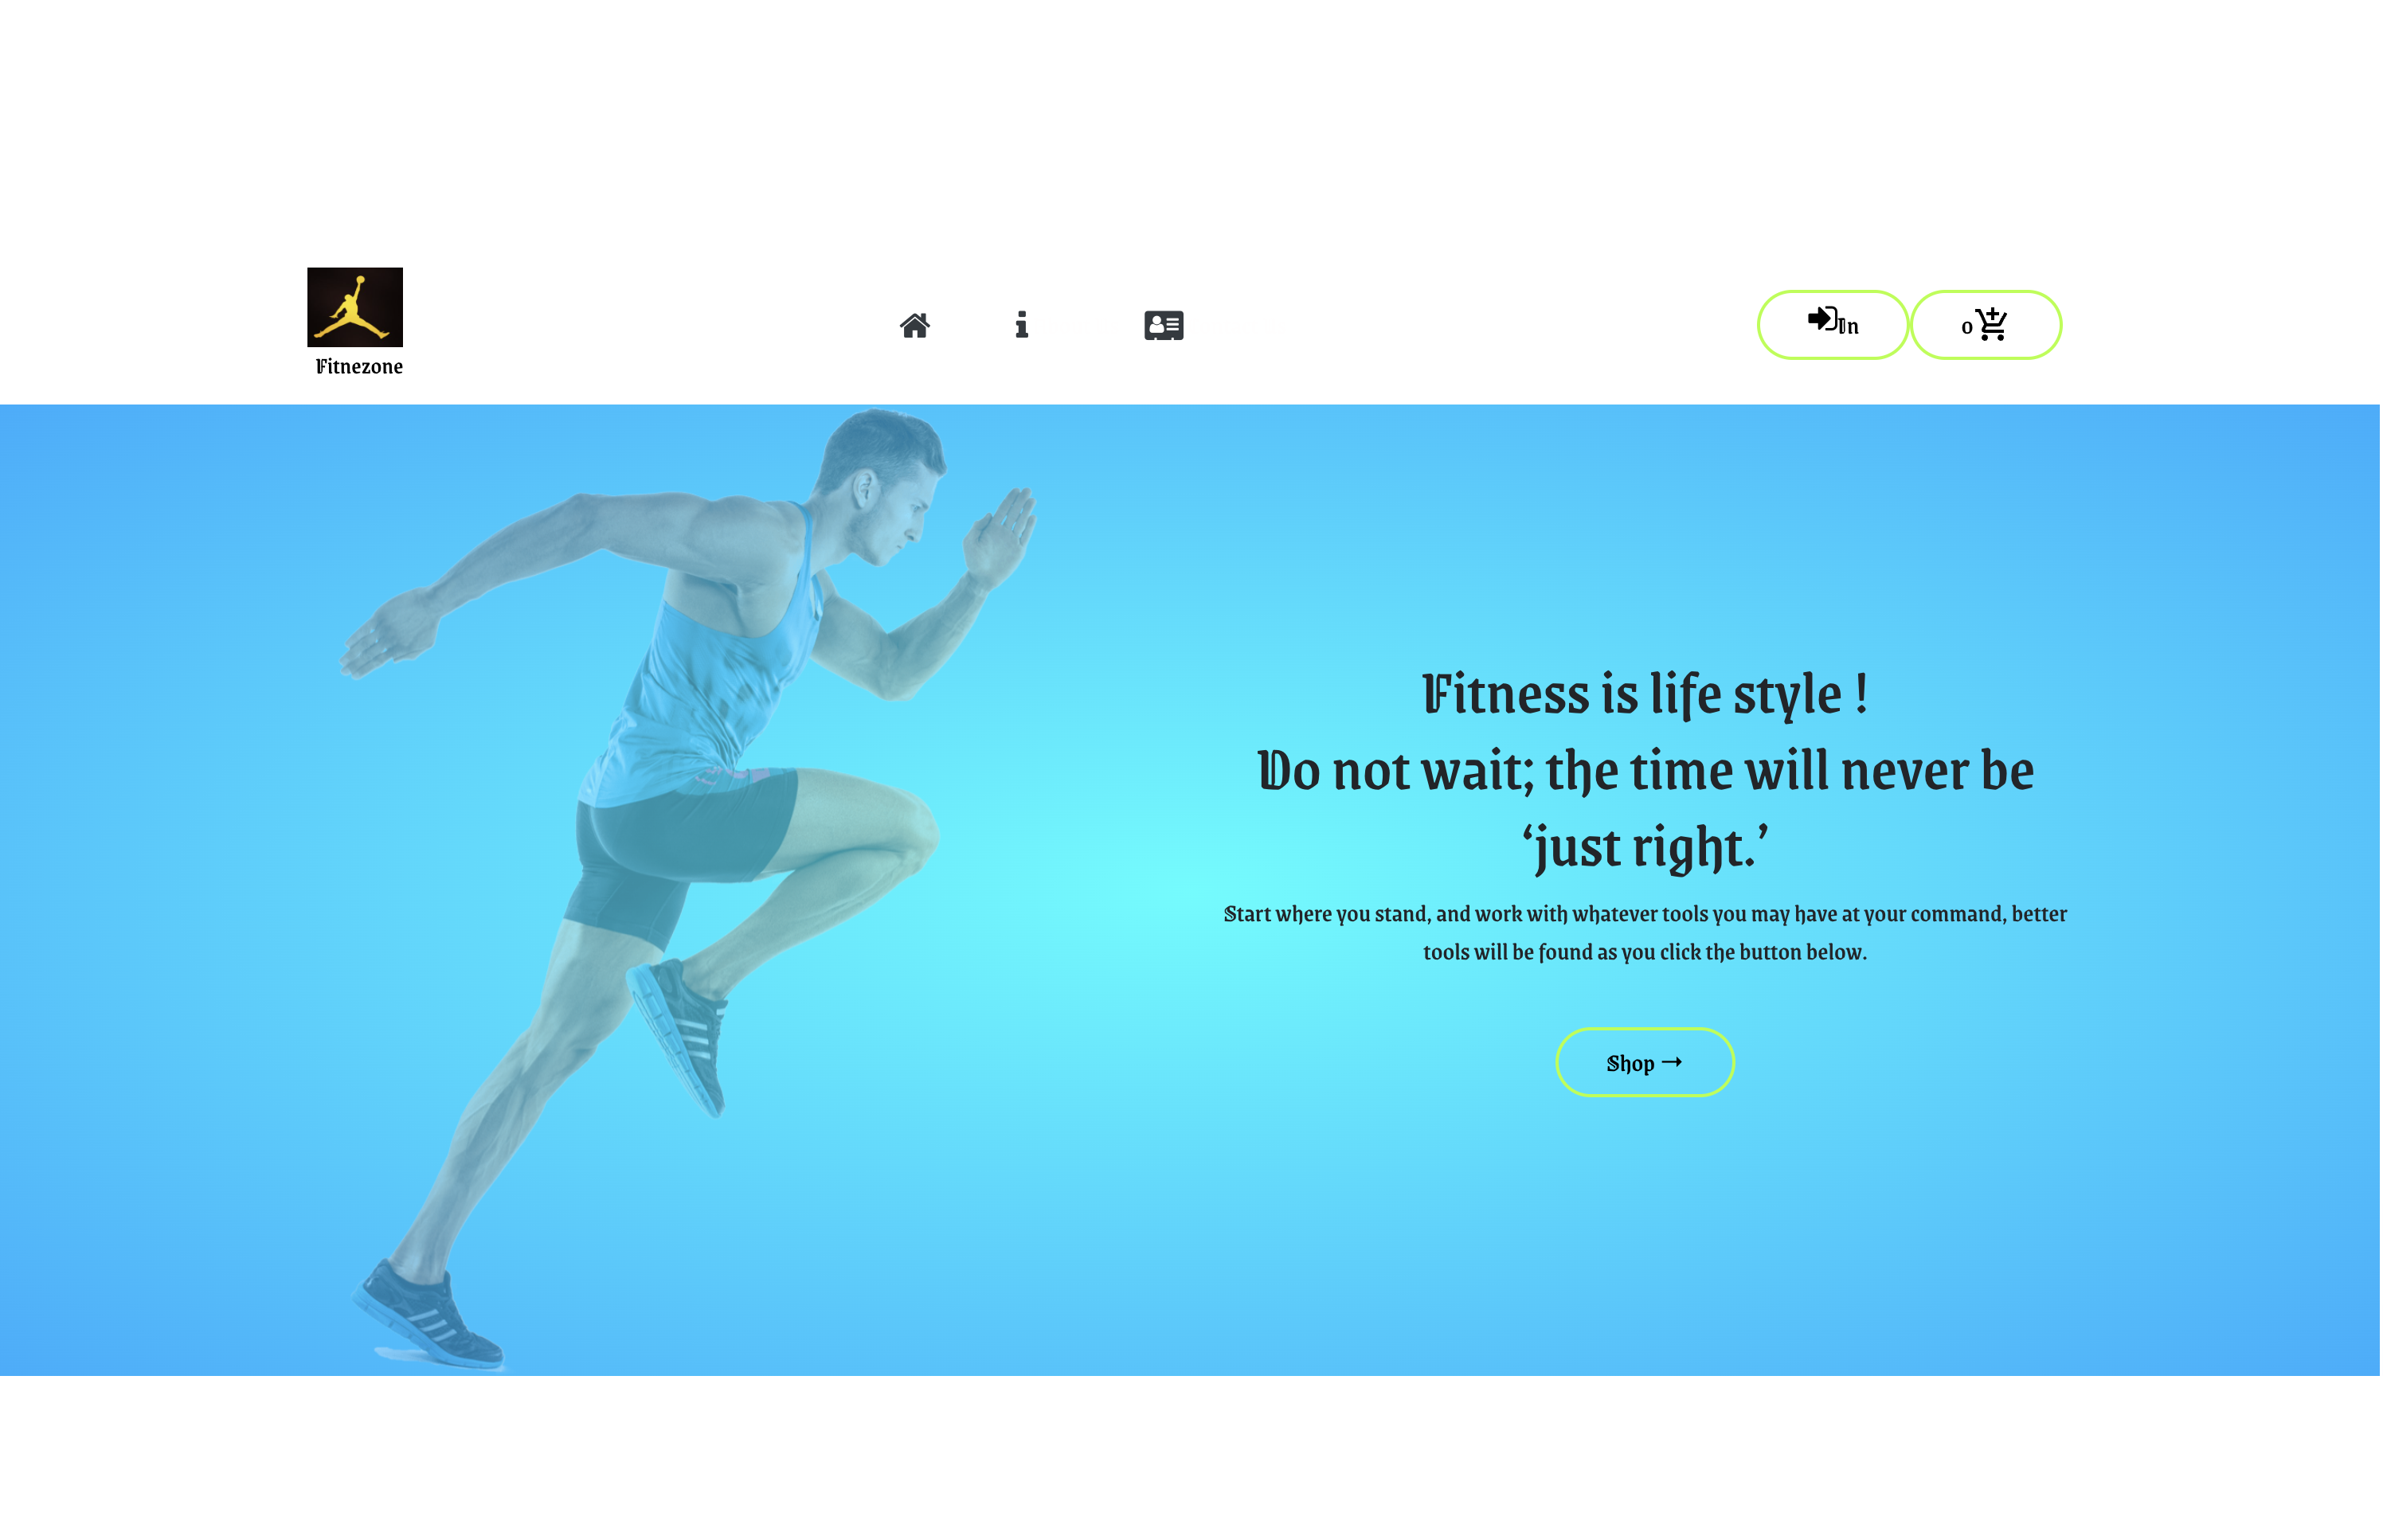 Fitnezone
In
0
Fitness is life style !
Do not wait; the time will never be
‘just right.’
Start where you stand, and work with whatever tools you may have at your command, better
tools will be found as you click the button below.
Shop →